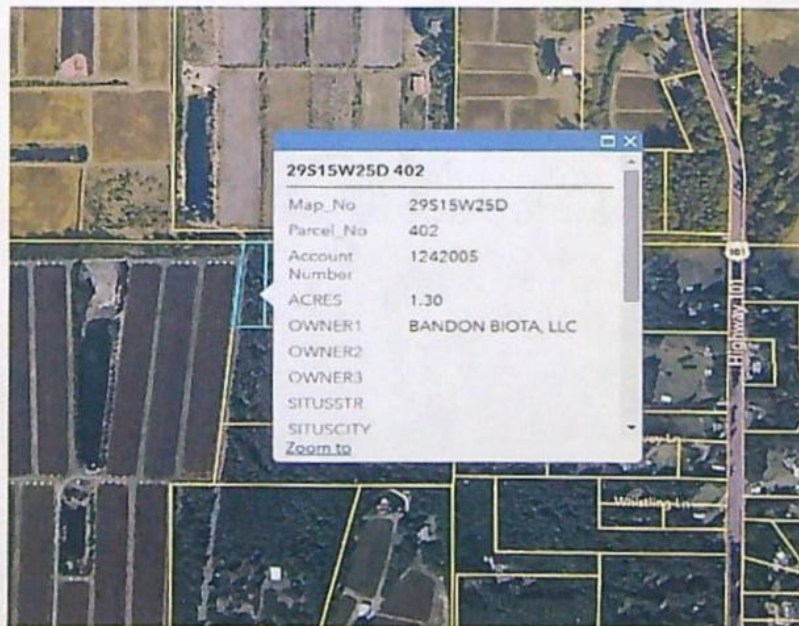 29S15W25D 402
Map_No 29S15W25D
Parcel_No 402
Account Number 1242005
ACRES 1.30
OWNER1 BANDON BIOTA, LLC
OWNER2
OWNER3
SITUSSTR
SITUSCITY
Zoom to
101
Highway 101
Whistling Ln